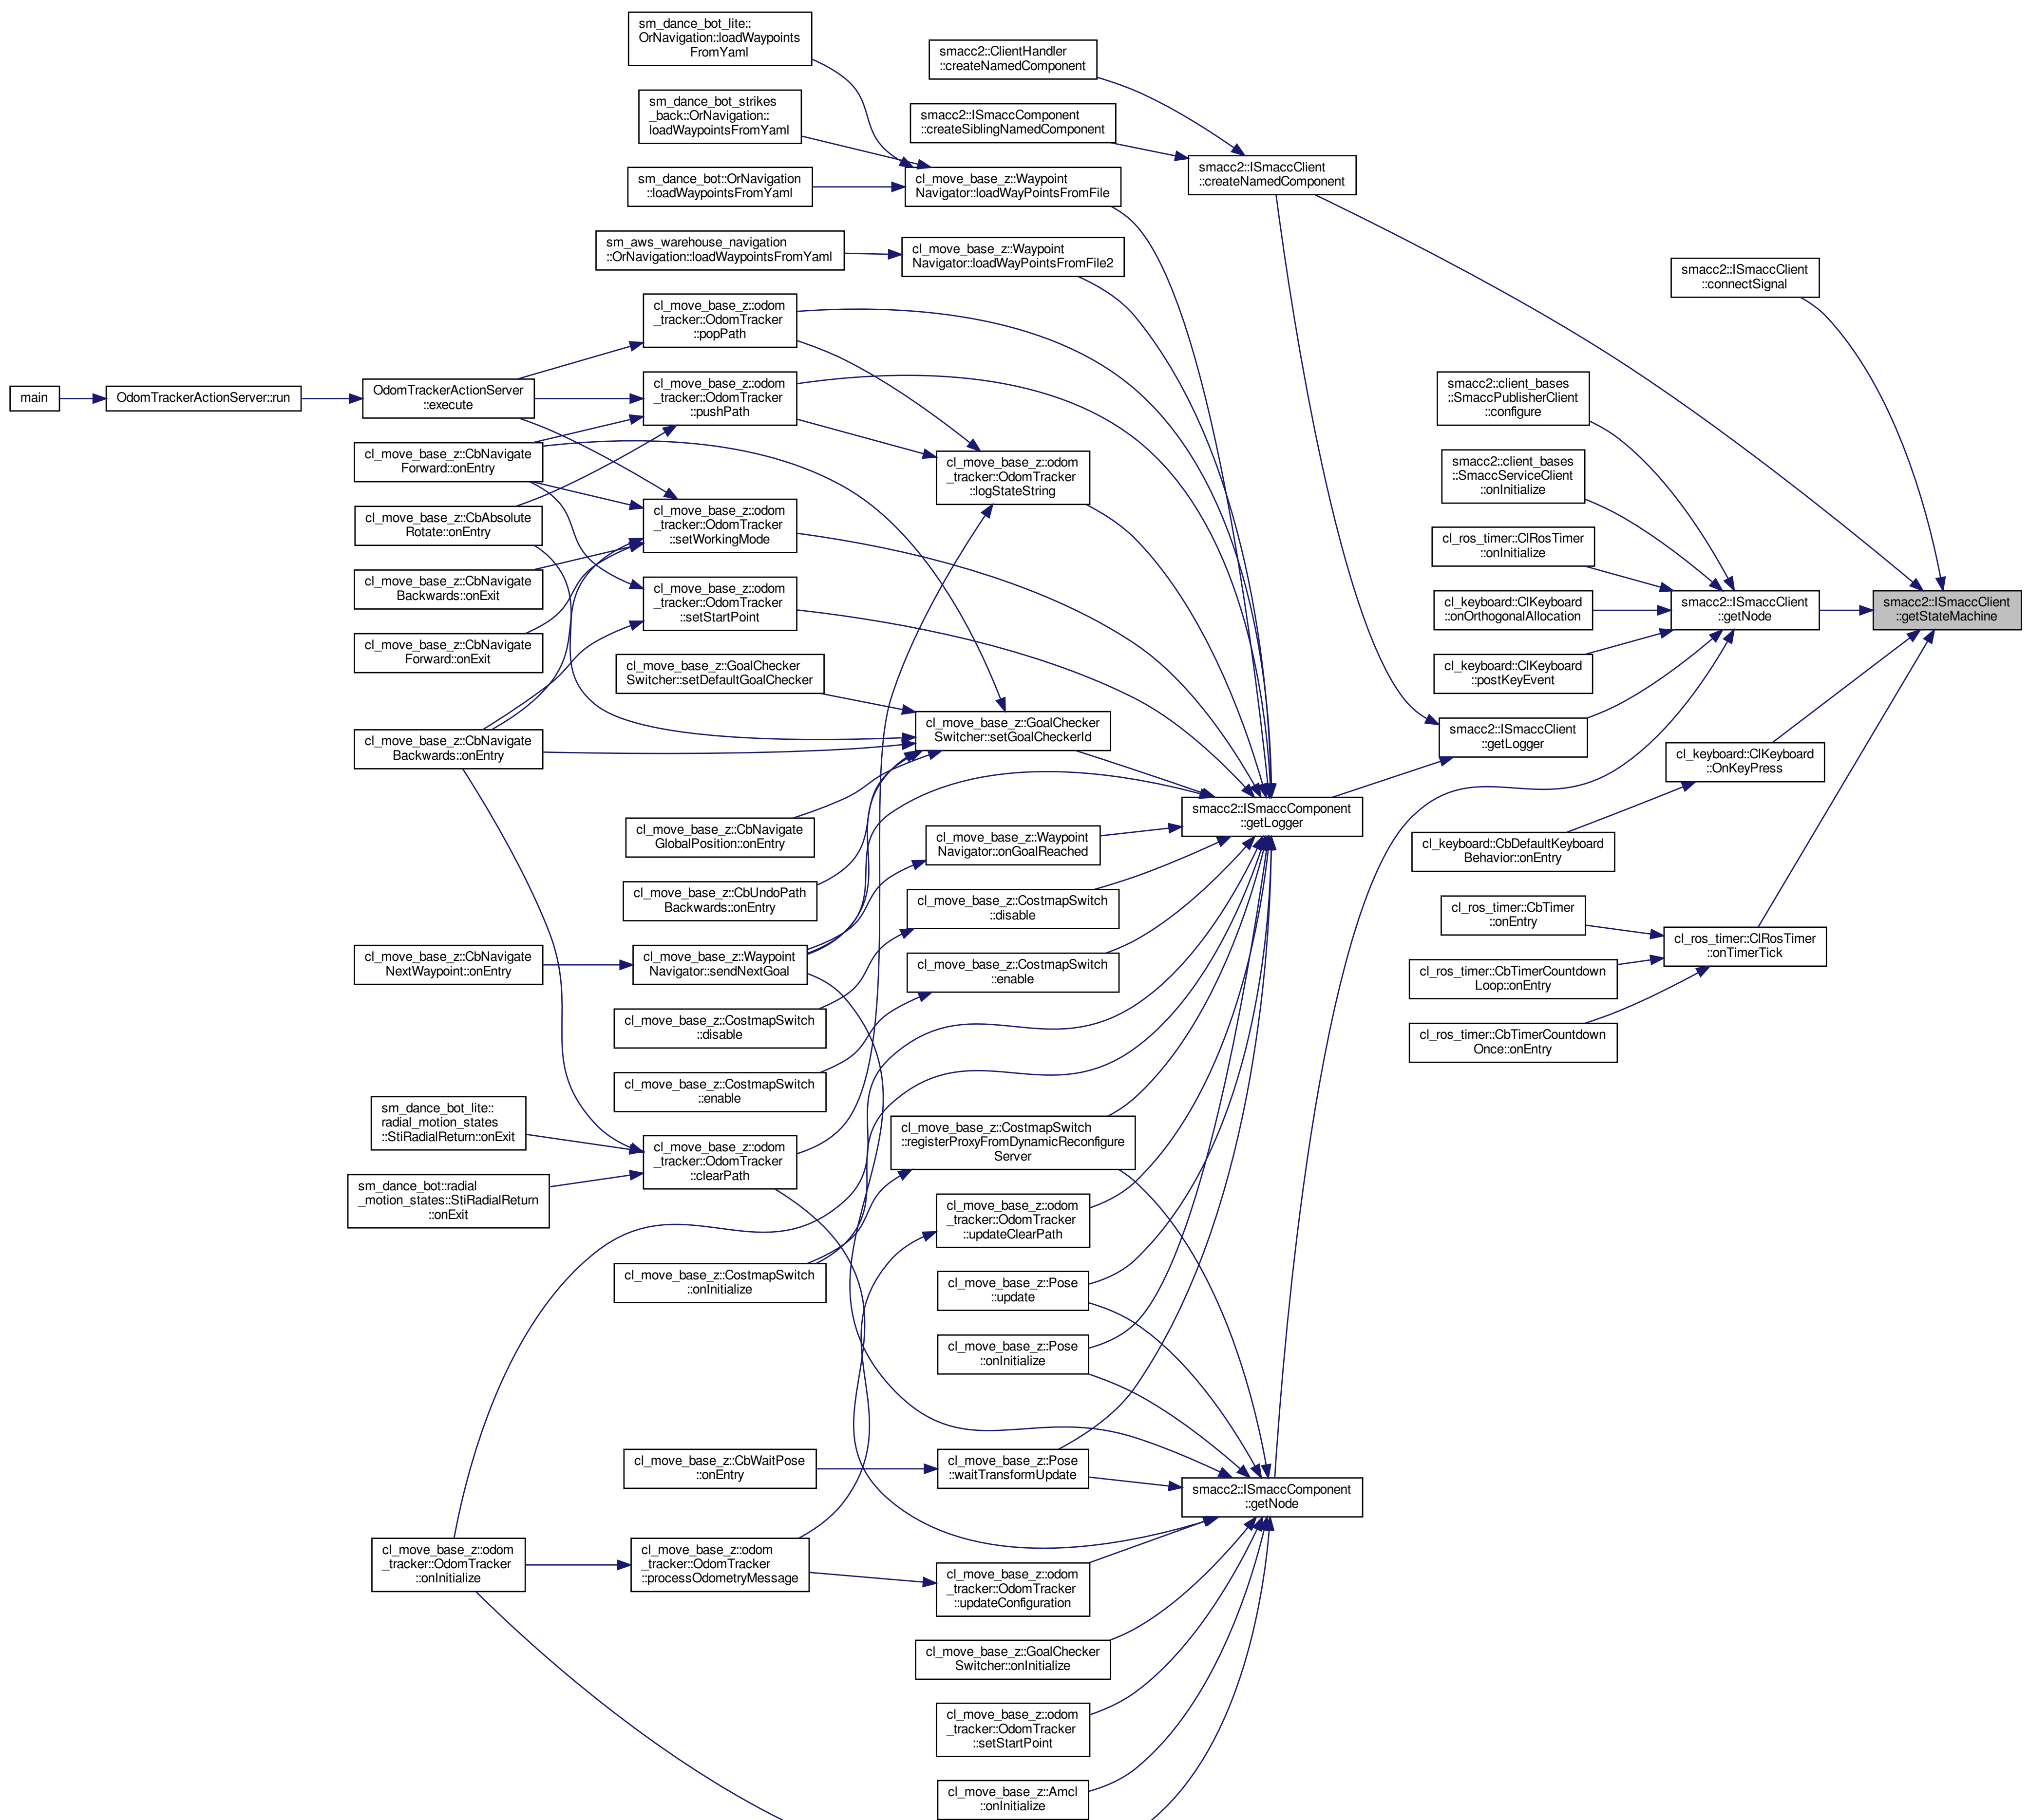 sm_dance_bot_lite::
OrNavigation::loadWaypoints
FromYaml
smacc2::ClientHandler
::createNamedComponent
sm_dance_bot_strikes
_back::OrNavigation::
loadWaypointsFromYaml
smacc2::ISmaccComponent
::createSiblingNamedComponent
sm_dance_bot::OrNavigation
::loadWaypointsFromYaml
cl_move_base_z::Waypoint
Navigator::loadWayPointsFromFile
smacc2::ISmaccClient
::createNamedComponent
sm_aws_warehouse_navigation
::OrNavigation::loadWaypointsFromYaml
cl_move_base_z::Waypoint
Navigator::loadWayPointsFromFile2
smacc2::ISmaccClient
::connectSignal
cl_move_base_z::odom
_tracker::OdomTracker
::popPath
main
OdomTrackerActionServer::run
OdomTrackerActionServer
::execute
cl_move_base_z::odom
_tracker::OdomTracker
::pushPath
smacc2::client_bases
::SmaccPublisherClient
::configure
cl_move_base_z::CbNavigate
Forward::onEntry
cl_move_base_z::odom
_tracker::OdomTracker
::logStateString
smacc2::client_bases
::SmaccServiceClient
::onInitialize
cl_move_base_z::CbAbsolute
Rotate::onEntry
cl_move_base_z::odom
_tracker::OdomTracker
::setWorkingMode
cl_ros_timer::ClRosTimer
::onInitialize
cl_move_base_z::CbNavigate
Backwards::onExit
cl_move_base_z::odom
_tracker::OdomTracker
::setStartPoint
cl_keyboard::ClKeyboard
::onOrthogonalAllocation
smacc2::ISmaccClient
::getNode
smacc2::ISmaccClient
::getStateMachine
cl_move_base_z::CbNavigate
Forward::onExit
cl_move_base_z::GoalChecker
Switcher::setDefaultGoalChecker
cl_keyboard::ClKeyboard
::postKeyEvent
cl_move_base_z::CbNavigate
Backwards::onEntry
cl_move_base_z::GoalChecker
Switcher::setGoalCheckerId
smacc2::ISmaccClient
::getLogger
cl_keyboard::ClKeyboard
::OnKeyPress
cl_move_base_z::CbNavigate
GlobalPosition::onEntry
cl_move_base_z::Waypoint
Navigator::onGoalReached
smacc2::ISmaccComponent
::getLogger
cl_keyboard::CbDefaultKeyboard
Behavior::onEntry
cl_move_base_z::CbUndoPath
Backwards::onEntry
cl_move_base_z::CostmapSwitch
::disable
cl_ros_timer::CbTimer
::onEntry
cl_move_base_z::CbNavigate
NextWaypoint::onEntry
cl_move_base_z::Waypoint
Navigator::sendNextGoal
cl_move_base_z::CostmapSwitch
::enable
cl_ros_timer::CbTimerCountdown
Loop::onEntry
cl_ros_timer::ClRosTimer
::onTimerTick
cl_move_base_z::CostmapSwitch
::disable
cl_ros_timer::CbTimerCountdown
Once::onEntry
cl_move_base_z::CostmapSwitch
::enable
sm_dance_bot_lite::
radial_motion_states
::StiRadialReturn::onExit
cl_move_base_z::odom
_tracker::OdomTracker
::clearPath
cl_move_base_z::CostmapSwitch
::registerProxyFromDynamicReconfigure
Server
sm_dance_bot::radial
_motion_states::StiRadialReturn
::onExit
cl_move_base_z::odom
_tracker::OdomTracker
::updateClearPath
cl_move_base_z::CostmapSwitch
::onInitialize
cl_move_base_z::Pose
::update
cl_move_base_z::Pose
::onInitialize
cl_move_base_z::CbWaitPose
::onEntry
cl_move_base_z::Pose
::waitTransformUpdate
smacc2::ISmaccComponent
::getNode
cl_move_base_z::odom
_tracker::OdomTracker
::onInitialize
cl_move_base_z::odom
_tracker::OdomTracker
::processOdometryMessage
cl_move_base_z::odom
_tracker::OdomTracker
::updateConfiguration
cl_move_base_z::GoalChecker
Switcher::onInitialize
cl_move_base_z::odom
_tracker::OdomTracker
::setStartPoint
cl_move_base_z::Amcl
::onInitialize